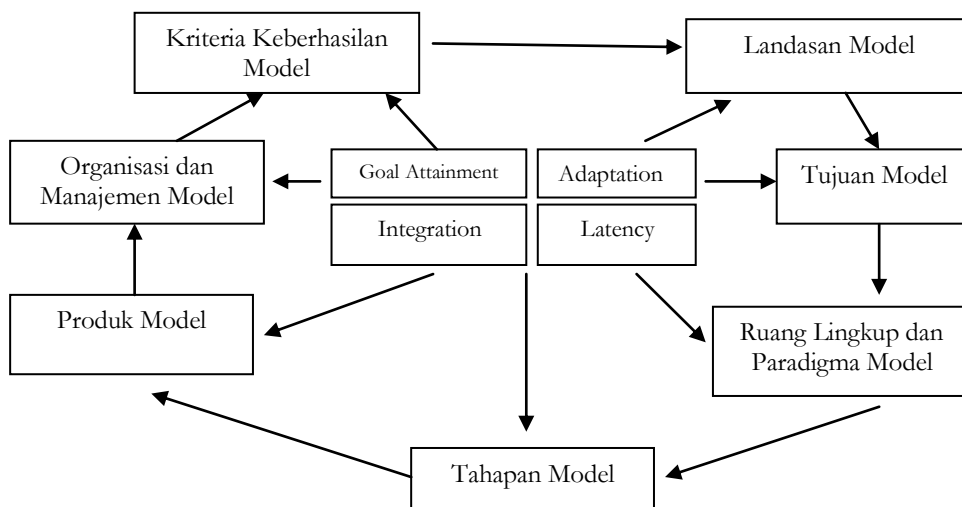 Kriteria Keberhasilan
Model
Landasan Model
Organisasi dan
Manajemen Model
Goal Attainment
Adaptation
Tujuan Model
Integration
Latency
Produk Model
Ruang Lingkup dan
Paradigma Model
Tahapan Model